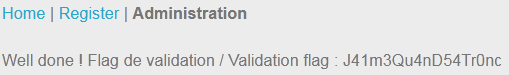 Home | Register | Administration
Well done ! Flag de validation / Validation flag : J41m3Qu4nD54Tr0nc